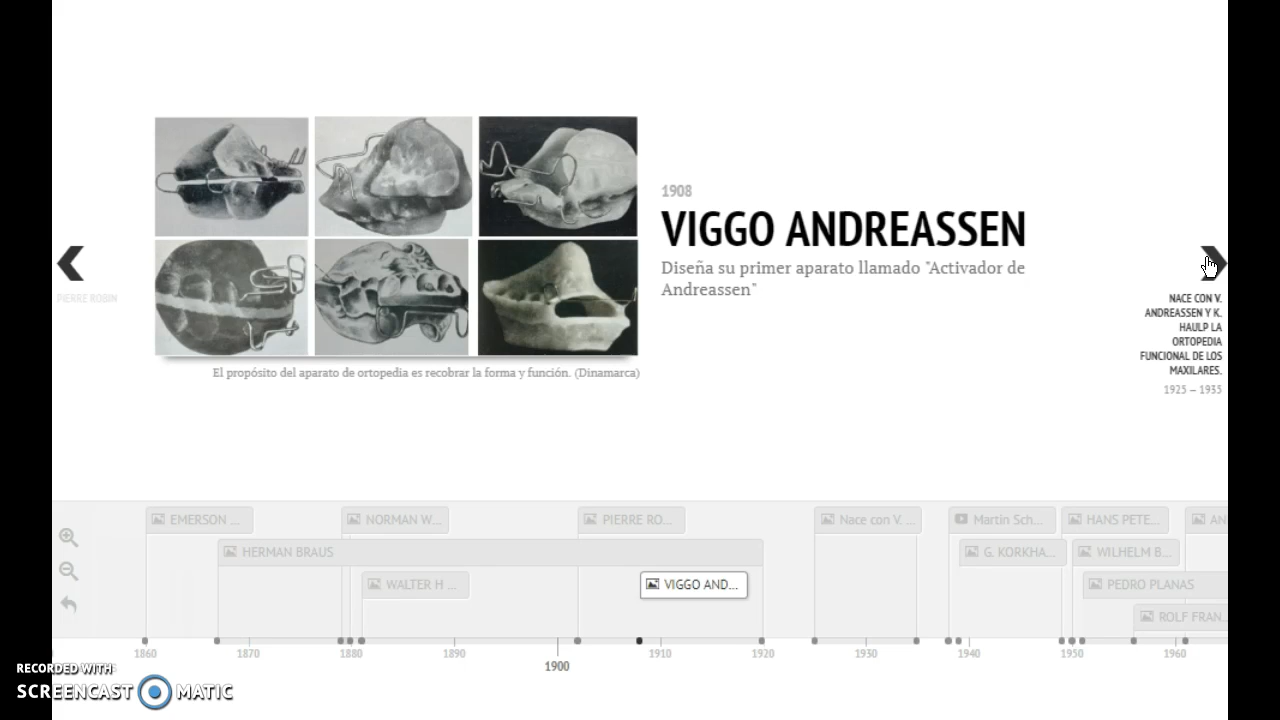 1908
VIGGO ANDREASSEN
Diseña su primer aparato llamado "Activador de
Andreassen"
PIERRE ROBIN
NACE CON V.
ANDREASSEN Y K.
HAULP LA
ORTOPEDIA
FUNCIONAL DE LOS
MAXILARES.
1925 – 1935
El propósito del aparato de ortopedia es recobrar la forma y función. (Dinamarca)
EMERSON ...
NORMAN W...
PIERRE RO...
Nace con V. ...
Martin Sch...
HANS PETE...
AN
HERMAN BRAUS
G. KORKHA...
WILHELM B...
WALTER H ...
VIGGO AND...
PEDRO PLANAS
ROLF FRAN...
1860
1870
1880
1890
1900
1910
1920
1930
1940
1950
1960
RECORDED WITH
SCREENCAST MATIC